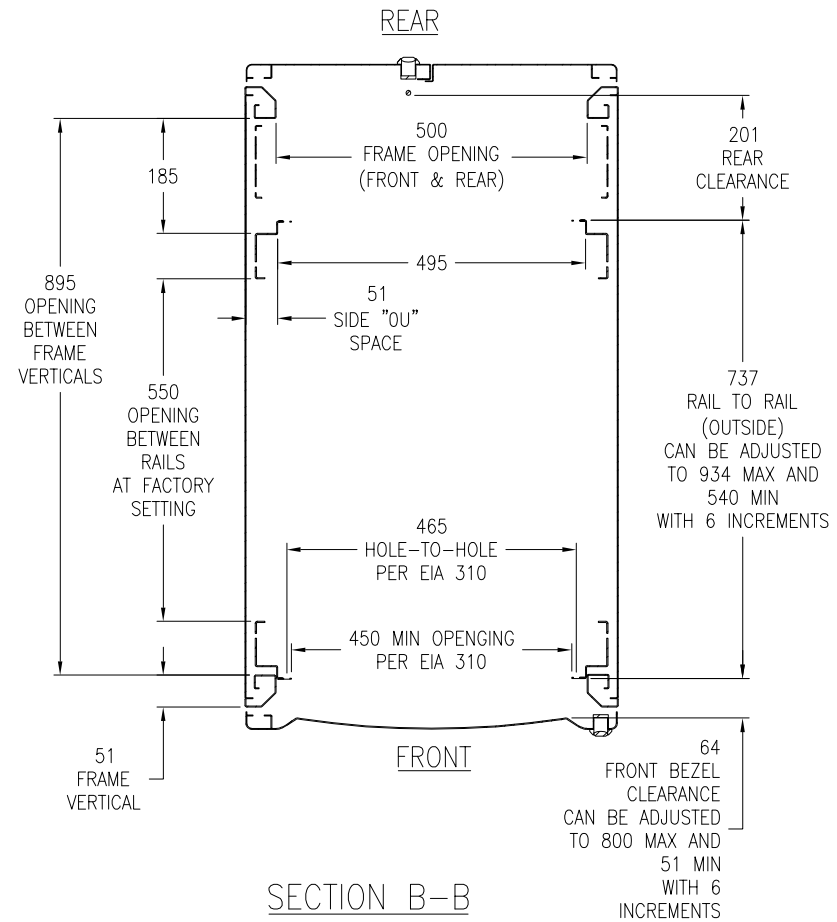 REAR
500
FRAME OPENING
(FRONT & REAR)
201
REAR
CLEARANCE
185
895
OPENING
BETWEEN
FRAME
VERTICALS
495
51
SIDE "0U"
SPACE
550
OPENING
BETWEEN
RAILS
AT FACTORY
SETTING
737
RAIL TO RAIL
(OUTSIDE)
CAN BE ADJUSTED
TO 934 MAX AND
540 MIN
WITH 6 INCREMENTS
465
HOLE-TO-HOLE
PER EIA 310
450 MIN OPENGING
PER EIA 310
51
FRAME
VERTICAL
FRONT
64
FRONT BEZEL
CLEARANCE
CAN BE ADJUSTED
TO 800 MAX AND
51 MIN
WITH 6
INCREMENTS
SECTION B-B